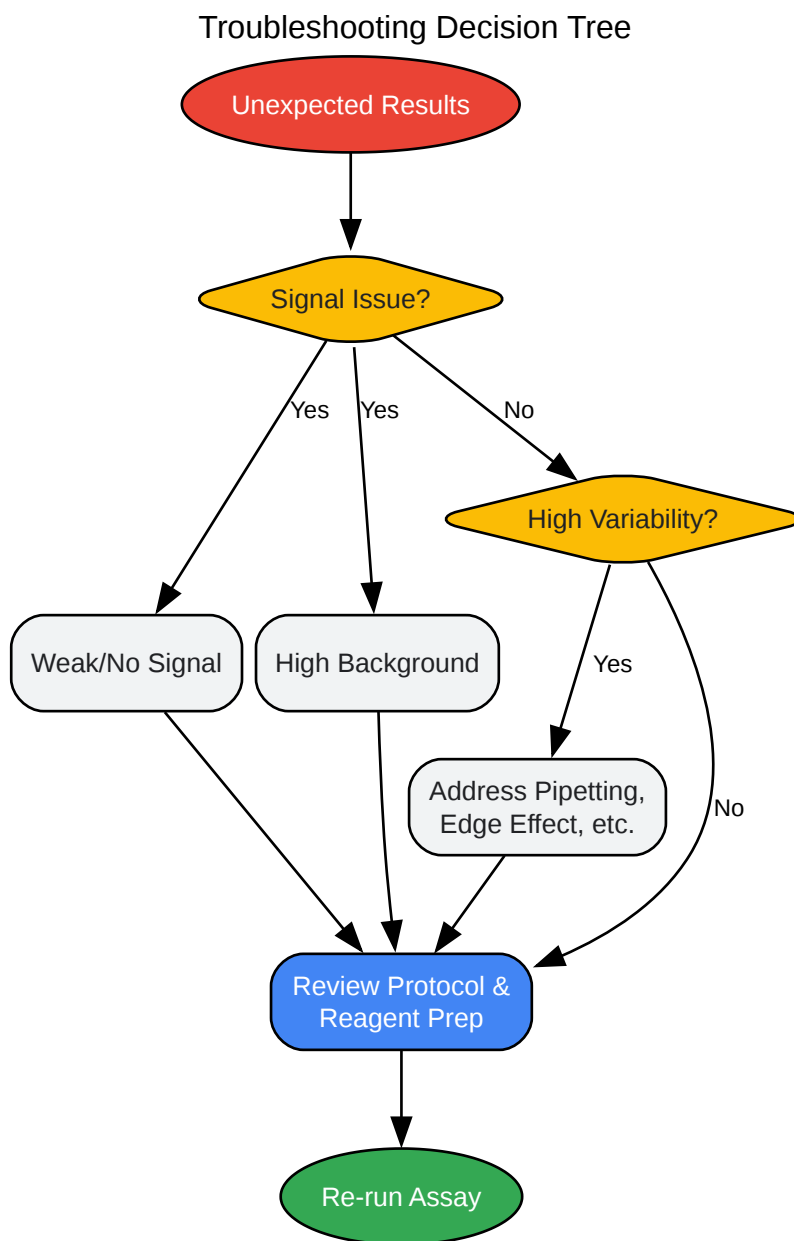 Troubleshooting Decision Tree
Unexpected Results
Signal Issue?
Yes
Yes
No
High Variability?
Weak/No Signal
High Background
Yes
Address Pipetting,
Edge Effect, etc.
No
Review Protocol &
Reagent Prep
Re-run Assay